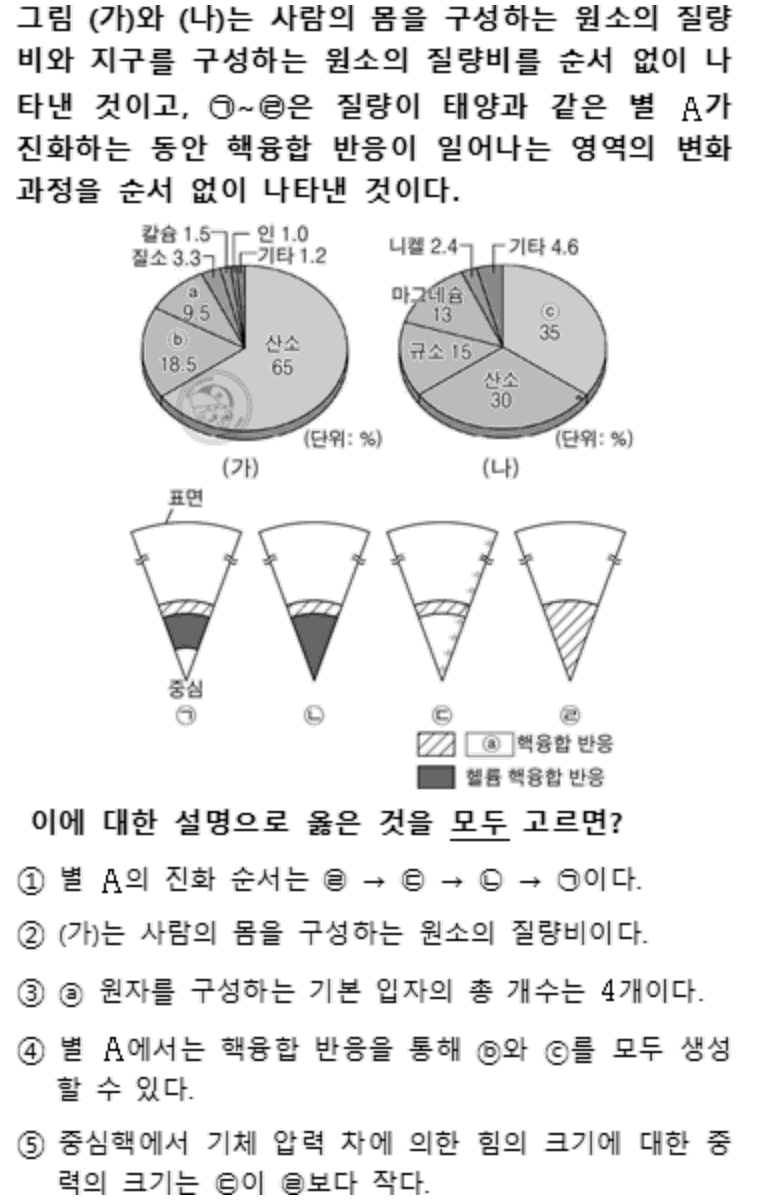 그림 (가)와 (나)는 사람의 몸을 구성하는 원소의 질량
비와 지구를 구성하는 원소의 질량비를 순서 없이 나
타낸 것이고, ㉠~㉣은 질량이 태양과 같은 별 A가
진화하는 동안 핵융합 반응이 일어나는 영역의 변화
과정을 순서 없이 나타낸 것이다.
칼슘 1.5
인 1.0
질소 3.3
기타 1.2
ⓐ
9.5
ⓑ
18.5
산소
65
(단위: %)
(가)
니켈 2.4
기타 4.6
마그네슘
13
ⓒ
35
규소 15
산소
30
(단위: %)
(나)
표면
중심
㉠
㉡
㉢
㉣
ⓐ 핵융합 반응
헬륨 핵융합 반응
이에 대한 설명으로 옳은 것을 모두 고르면?
① 별 A의 진화 순서는 ㉣ → ㉢ → ㉡ → ㉠이다.
② (가)는 사람의 몸을 구성하는 원소의 질량비이다.
③ ⓐ 원자를 구성하는 기본 입자의 총 개수는 4개이다.
④ 별 A에서는 핵융합 반응을 통해 ⓑ와 ⓒ를 모두 생성
할 수 있다.
⑤ 중심핵에서 기체 압력 차에 의한 힘의 크기에 대한 중
력의 크기는 ㉢이 ㉣보다 작다.